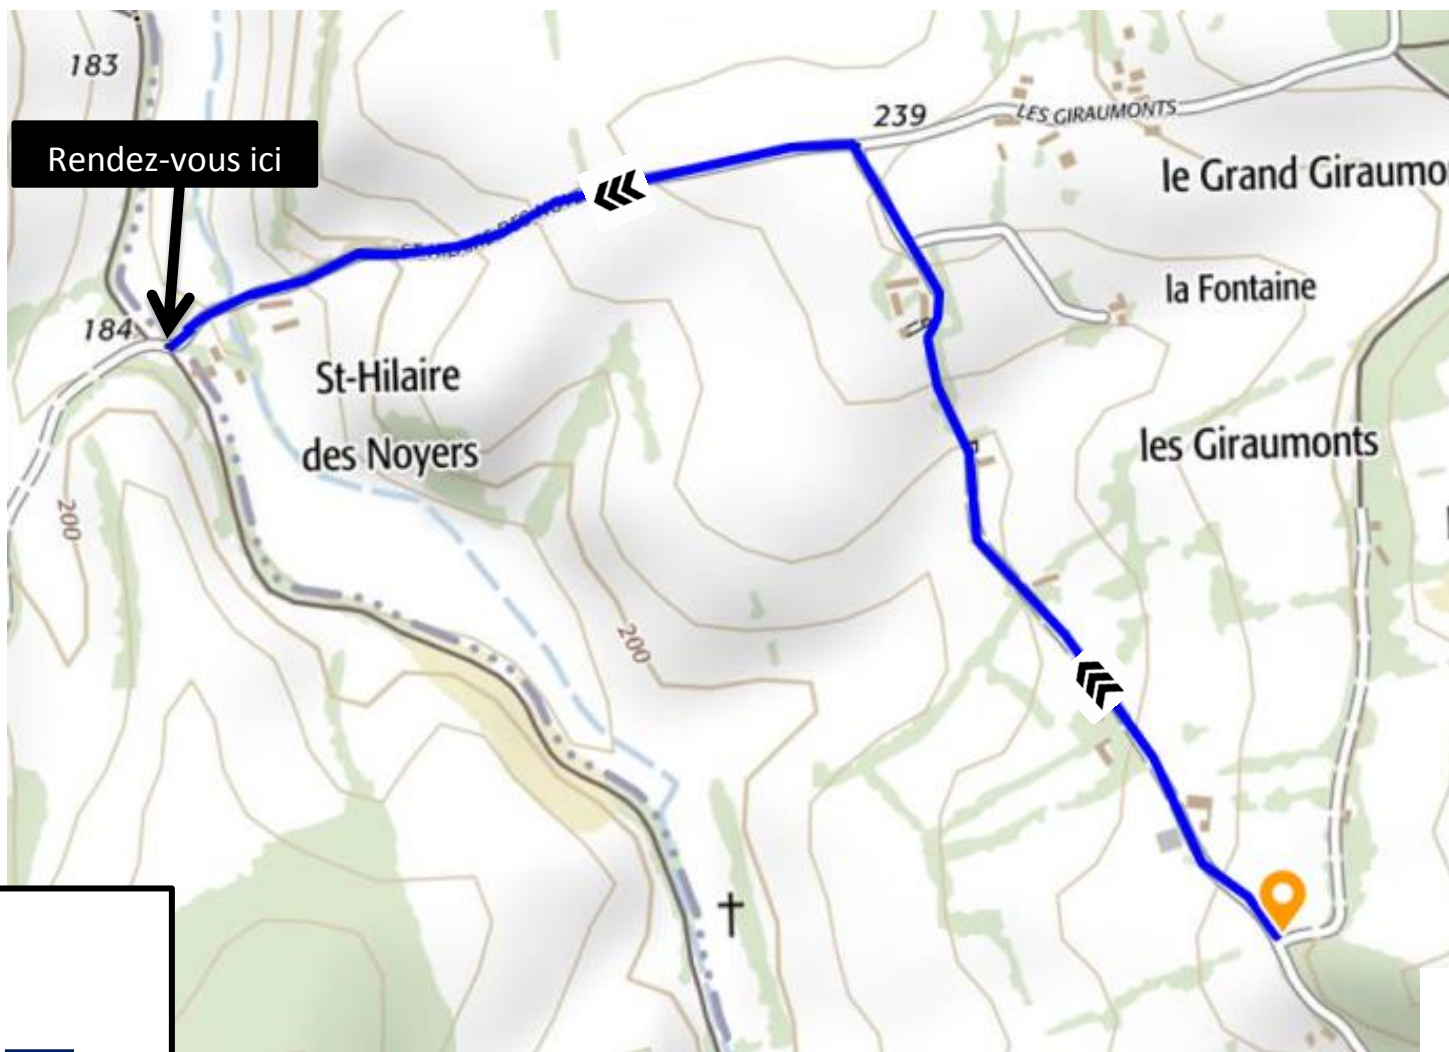 183
239
LES GIRAUMONTS
Rendez-vous ici
le Grand Giraumo
la Fontaine
184
St-Hilaire
des Noyers
les Giraumonts
200
200